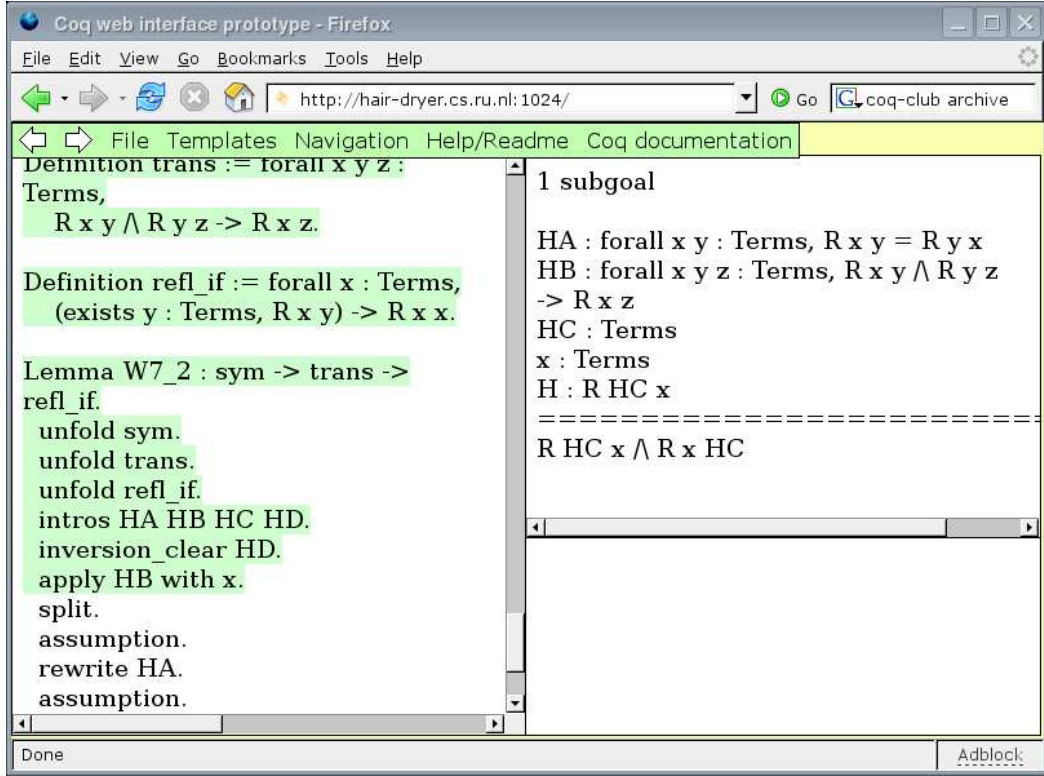 Coq web interface prototype - Firefox
File Edit View Go Bookmarks Tools Help
http://hair-dryer.cs.ru.nl:1024/ Go G coq-club archive
File Templates Navigation Help/Readme Coq documentation
Definition trans := forall x y z :
Terms,
R x y /\ R y z -> R x z.
Definition refl_if := forall x : Terms,
(exists y : Terms, R x y) -> R x x.
Lemma W7_2 : sym -> trans ->
refl_if.
unfold sym.
unfold trans.
unfold refl_if.
intros HA HB HC HD.
inversion_clear HD.
apply HB with x.
split.
assumption.
rewrite HA.
assumption.
1 subgoal
HA : forall x y : Terms, R x y = R y x
HB : forall x y z : Terms, R x y /\ R y z
-> R x z
HC : Terms
x : Terms
H : R HC x
=========================
R HC x /\ R x HC
Done
Adblock